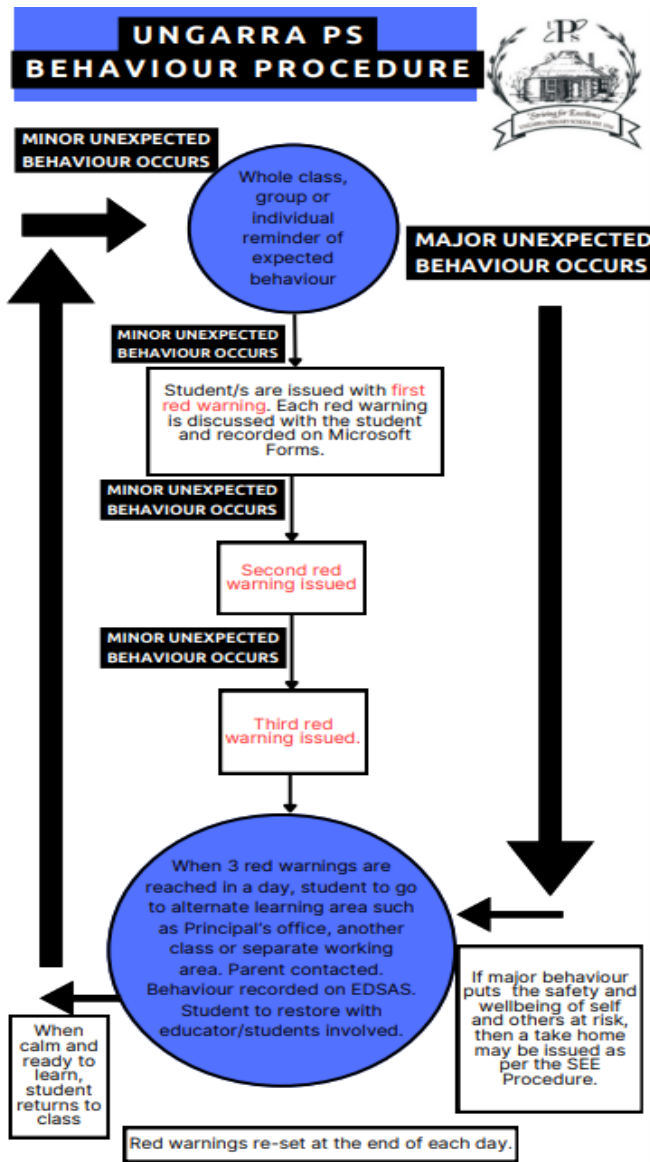 UNGARRA PS
BEHAVIOUR PROCEDURE
UPS
"Striving for Excellence"
MINOR UNEXPECTED
BEHAVIOUR OCCURS
Whole class,
group or
individual
reminder of
expected
behaviour
MAJOR UNEXPECTED
BEHAVIOUR OCCURS
MINOR UNEXPECTED
BEHAVIOUR OCCURS
Student/s are issued with first
red warning. Each red warning
is discussed with the student
and recorded on Microsoft
Forms.
MINOR UNEXPECTED
BEHAVIOUR OCCURS
Second red
warning issued
MINOR UNEXPECTED
BEHAVIOUR OCCURS
Third red
warning issued.
When 3 red warnings are
reached in a day, student to go
to alternate learning area such
as Principal's office, another
class or separate working
area. Parent contacted.
Behaviour recorded on EDSAS.
Student to restore with
educator/students involved.
If major behaviour
puts the safety and
wellbeing of self
and others at risk,
then a take home
may be issued as
per the SEE
Procedure.
When
calm and
ready to
learn,
student
returns to
class
Red warnings re-set at the end of each day.